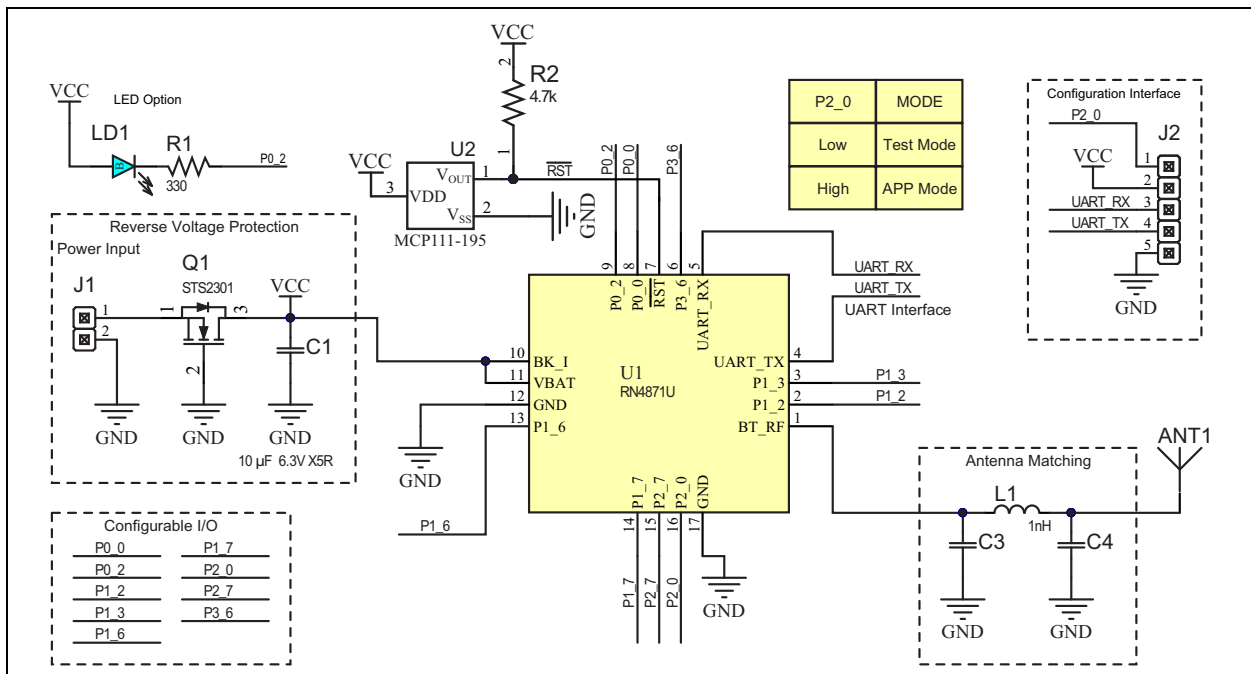 VCC
LED Option
LD1
B
R1
330
P0_2
VCC
2
R2
4.7k
1
U2
VCC
3
VDD
VOUT
1
RST
VSS
2
GND
MCP111-195
P0_2
P0_0
P3_6
P2_0 MODE
Low Test Mode
High APP Mode
Configuration Interface
P2_0
J2
VCC
1
2
UART_RX
3
UART_TX
4
5
GND
Reverse Voltage Protection
Power Input
J1
1
2
Q1
STS2301
1
3
2
VCC
C1
GND
GND
GND
10 µF 6.3V X5R
9 8 7 6 5
P0_2
P0_0
RST
P3_6
UART_RX
UART_RX
UART_TX
UART Interface
10 BK_I
11 VBAT
12 GND
13 P1_6
U1
RN4871U
UART_TX 4
P1_3 3
P1_2 2
BT_RF 1
P1_3
P1_2
GND
P1_6
P1_7
P2_7
P2_0
GND
14 15 16 17
P1_7
P2_7
P2_0
GND
Antenna Matching
ANT1
L1
1nH
C3
C4
GND
GND
Configurable I/O
P0_0 P1_7
P0_2 P2_0
P1_2 P2_7
P1_3 P3_6
P1_6